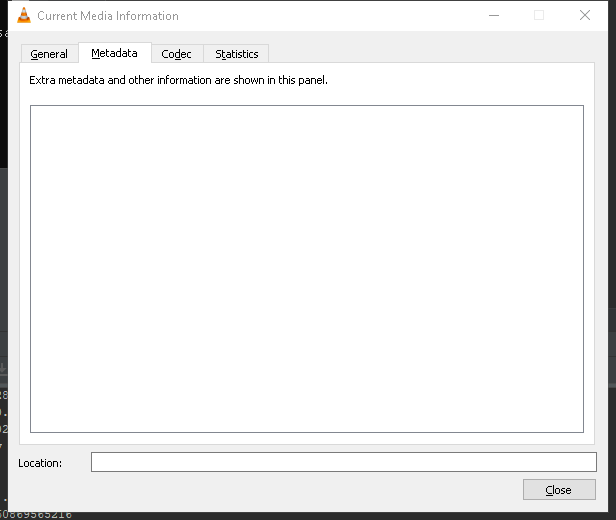 Current Media Information
General Metadata Codec Statistics
Extra metadata and other information are shown in this panel.
Location:
Close
50869565216